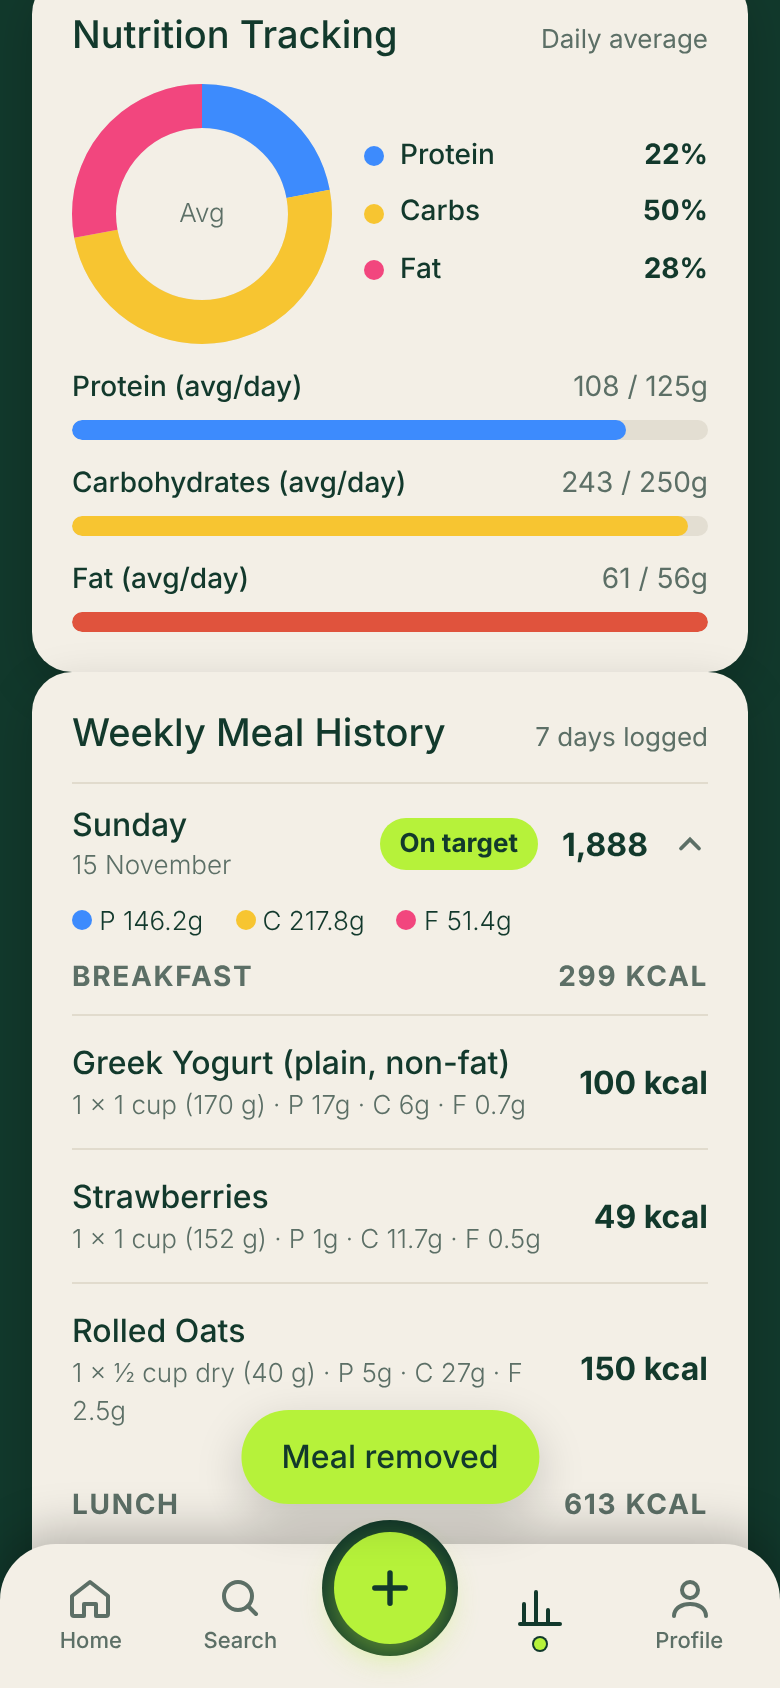 Nutrition Tracking Daily average
Avg
Protein 22%
Carbs 50%
Fat 28%
Protein (avg/day) 108 / 125g
Carbohydrates (avg/day) 243 / 250g
Fat (avg/day) 61 / 56g
Weekly Meal History 7 days logged
Sunday
15 November
On target 1,888
P 146.2g C 217.8g F 51.4g
BREAKFAST 299 KCAL
Greek Yogurt (plain, non-fat)
1 × 1 cup (170 g) · P 17g · C 6g · F 0.7g
100 kcal
Strawberries
1 × 1 cup (152 g) · P 1g · C 11.7g · F 0.5g
49 kcal
Rolled Oats
1 × ½ cup dry (40 g) · P 5g · C 27g · F
2.5g
150 kcal
Meal removed
LUNCH 613 KCAL
Home Search + Profile